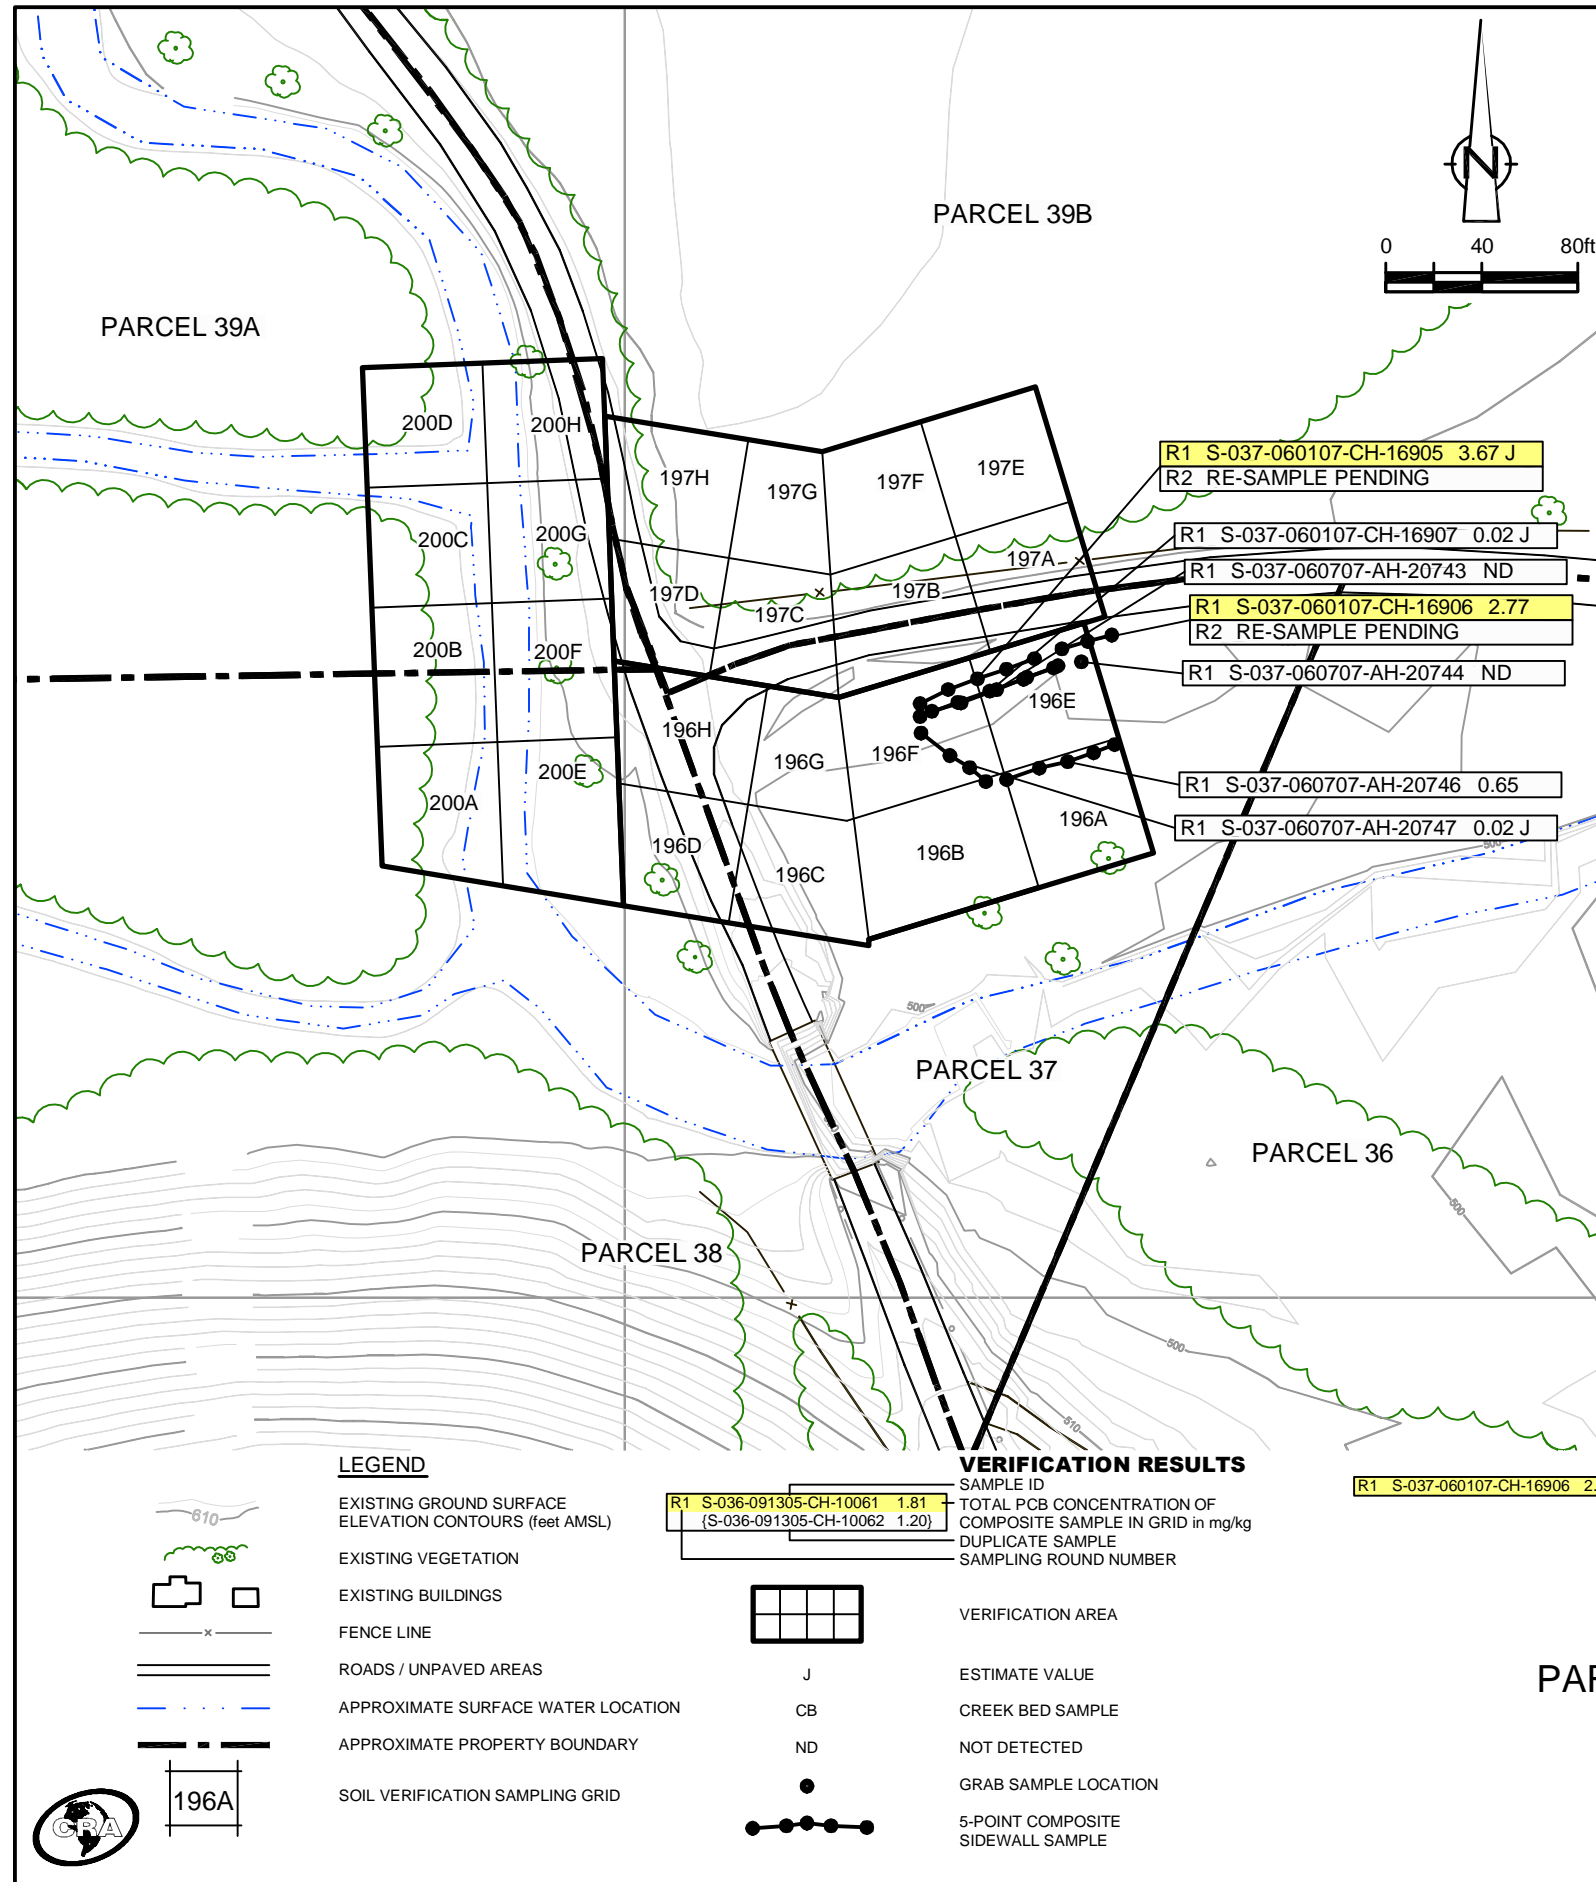 PARCEL 39B
N
0 40 80ft
PARCEL 39A
200D
200H
197H
197G
197F
197E
R1 S-037-060107-CH-16905 3.67 J
R2 RE-SAMPLE PENDING
200C
200G
197D
197C
197B
197A
R1 S-037-060107-CH-16907 0.02 J
R1 S-037-060707-AH-20743 ND
R1 S-037-060107-CH-16906 2.77
R2 RE-SAMPLE PENDING
R1 S-037-060707-AH-20744 ND
200B
200F
196H
196G
196F
196E
200A
200E
196D
196C
196B
196A
R1 S-037-060707-AH-20746 0.65
R1 S-037-060707-AH-20747 0.02 J
500
500
PARCEL 37
PARCEL 36
500
PARCEL 38
500
510
LEGEND
610
EXISTING GROUND SURFACE
ELEVATION CONTOURS (feet AMSL)
EXISTING VEGETATION
EXISTING BUILDINGS
FENCE LINE
ROADS / UNPAVED AREAS
APPROXIMATE SURFACE WATER LOCATION
APPROXIMATE PROPERTY BOUNDARY
196A
SOIL VERIFICATION SAMPLING GRID
CRA
VERIFICATION RESULTS
R1 S-036-091305-CH-10061 1.81
{S-036-091305-CH-10062 1.20}
SAMPLE ID
TOTAL PCB CONCENTRATION OF
COMPOSITE SAMPLE IN GRID in mg/kg
DUPLICATE SAMPLE
SAMPLING ROUND NUMBER
VERIFICATION AREA
J ESTIMATE VALUE
CB CREEK BED SAMPLE
ND NOT DETECTED
GRAB SAMPLE LOCATION
5-POINT COMPOSITE
SIDEWALL SAMPLE
R1 S-037-060107-CH-16906 2.
PAR